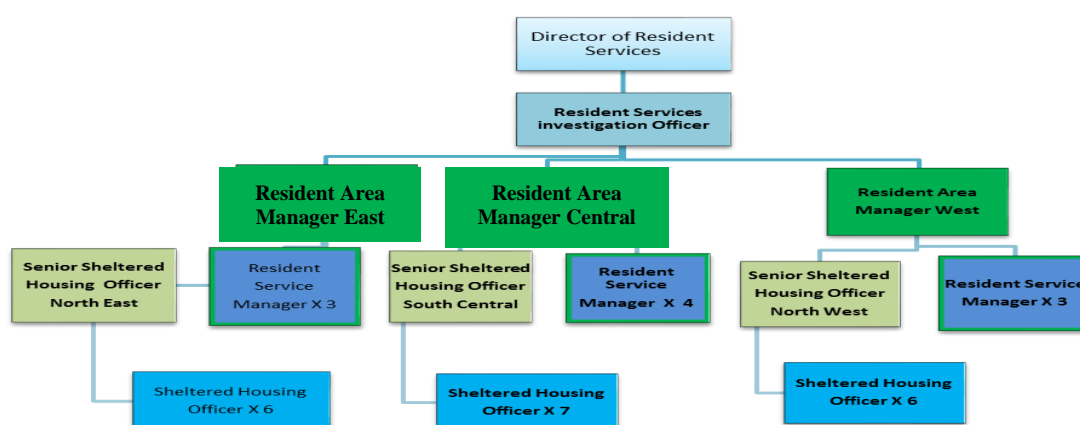 Director of Resident
Services
Resident Services
investigation Officer
Resident Area
Manager East
Resident Area
Manager Central
Resident Area
Manager West
Senior Sheltered
Housing Officer
North East
Resident
Service
Manager X 3
Senior Sheltered
Housing Officer
South Central
Resident
Service
Manager X 4
Senior Sheltered
Housing Officer
North West
Resident Service
Manager X 3
Sheltered Housing
Officer X 6
Sheltered Housing
Officer X 7
Sheltered Housing
Officer X 6